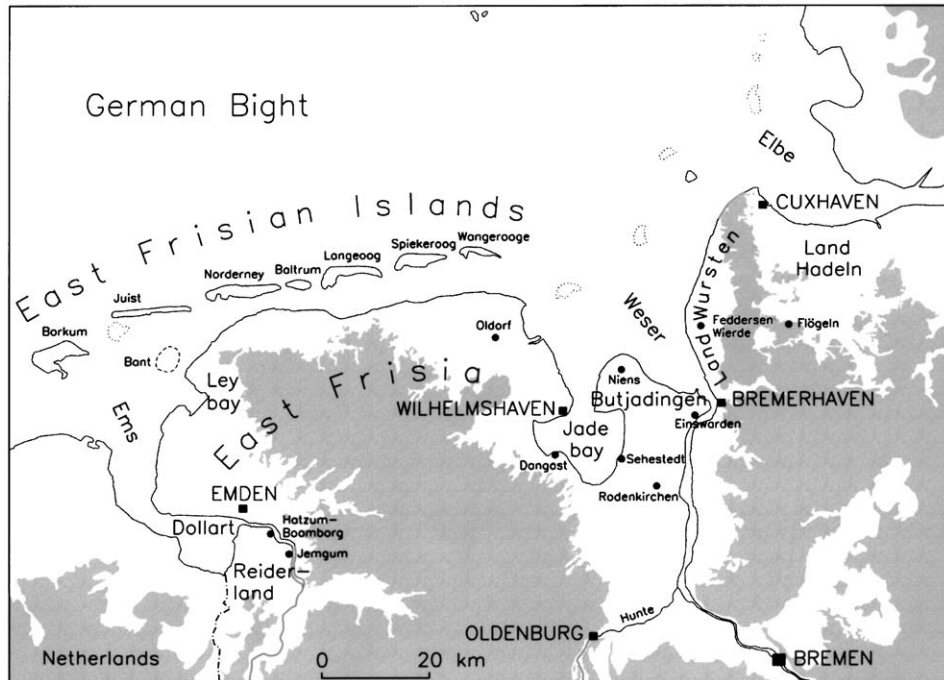 German Bight
Elbe
East Frisian Islands
CUXHAVEN
Land
Hadeln
Wangerooge
Spiekeroog
Langeoog
Baltrum
Norderney
Juist
Borkum
Bant
Weser
Land Wursten
Feddersen
Wierde
Flögeln
Oldorf
Ley
bay
East Frisia
Ems
Niens
Butjadingen
WILHELMSHAVEN
BREMERHAVEN
Einswarden
Jade
bay
Dangast
Sehestedt
Rodenkirchen
EMDEN
Dollart
Hatzum-
Boomborg
Jemgum
Reider-
land
Hunte
OLDENBURG
BREMEN
Netherlands
0 20 km